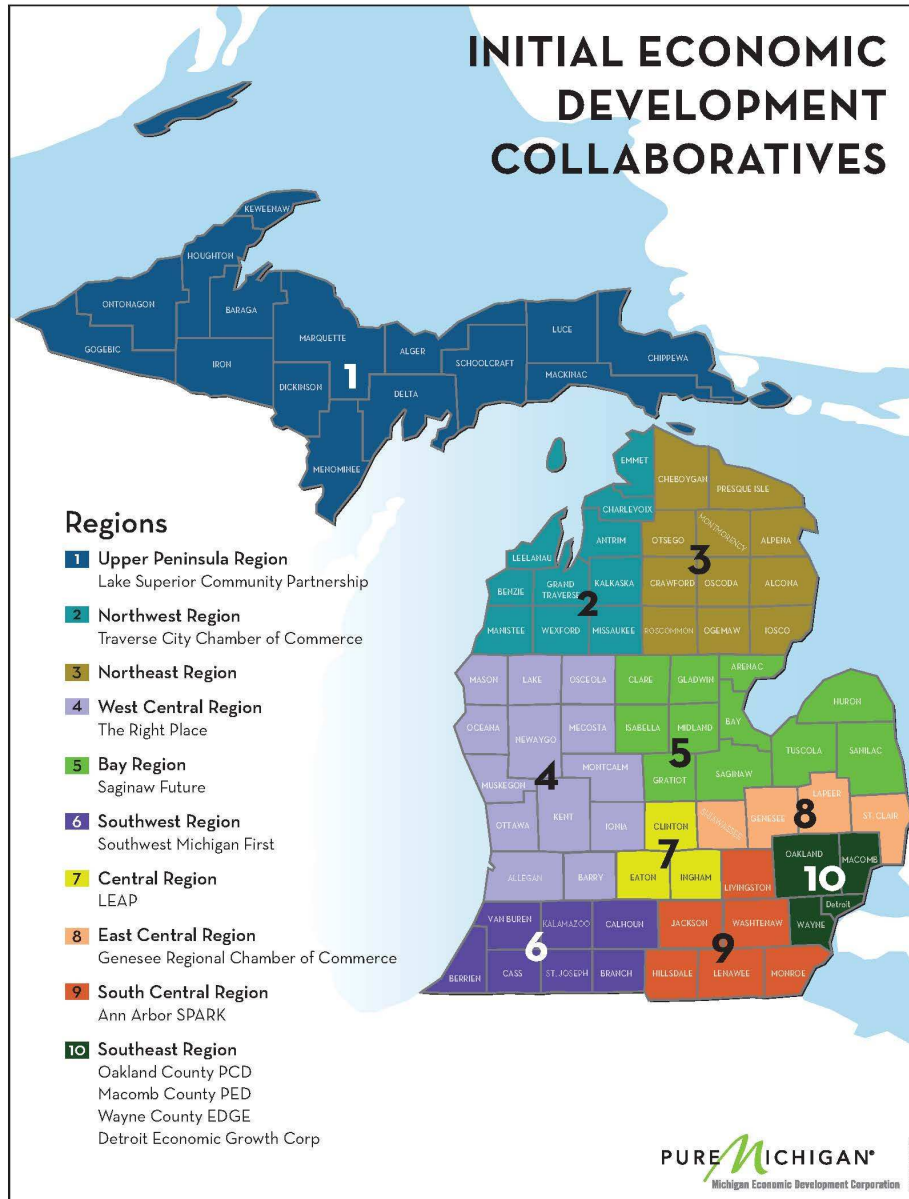 INITIAL ECONOMIC
DEVELOPMENT
COLLABORATIVES
KEWEENAW
HOUGHTON
ONTONAGON
BARAGA
GOGEBIC
IRON
MARQUETTE
DICKINSON
1
ALGER
SCHOOLCRAFT
LUCE
CHIPPEWA
MACKINAC
DELTA
MENOMINEE
EMMET
CHEBOYGAN
PRESQUE ISLE
CHARLEVOIX
ANTRIM
OTSEGO
MONTMORENCY
ALPENA
3
LEELANAU
BENZIE
GRAND
TRAVERSE
KALKASKA
CRAWFORD
OSCODA
ALCONA
2
MANISTEE
WEXFORD
MISSAUKEE
ROSCOMMON
OGEMAW
IOSCO
MASON
LAKE
OSCEOLA
CLARE
GLADWIN
ARENAC
HURON
OCEANA
NEWAYGO
MECOSTA
ISABELLA
MIDLAND
BAY
5
TUSCOLA
SANILAC
MONTCALM
GRATIOT
SAGINAW
MUSKEGON
4
KENT
OTTAWA
IONIA
CLINTON
7
SHIAWASSEE
GENESEE
LAPEER
8
ST. CLAIR
ALLEGAN
BARRY
EATON
INGHAM
LIVINGSTON
OAKLAND
MACOMB
10
Detroit
WAYNE
VAN BUREN
KALAMAZOO
CALHOUN
JACKSON
WASHTENAW
6
9
BERRIEN
CASS
ST. JOSEPH
BRANCH
HILLSDALE
LENAWEE
MONROE
Regions
1 Upper Peninsula Region
Lake Superior Community Partnership
2 Northwest Region
Traverse City Chamber of Commerce
3 Northeast Region
4 West Central Region
The Right Place
5 Bay Region
Saginaw Future
6 Southwest Region
Southwest Michigan First
7 Central Region
LEAP
8 East Central Region
Genesee Regional Chamber of Commerce
9 South Central Region
Ann Arbor SPARK
10 Southeast Region
Oakland County PCD
Macomb County PED
Wayne County EDGE
Detroit Economic Growth Corp
PURE MICHIGAN®
Michigan Economic Development Corporation